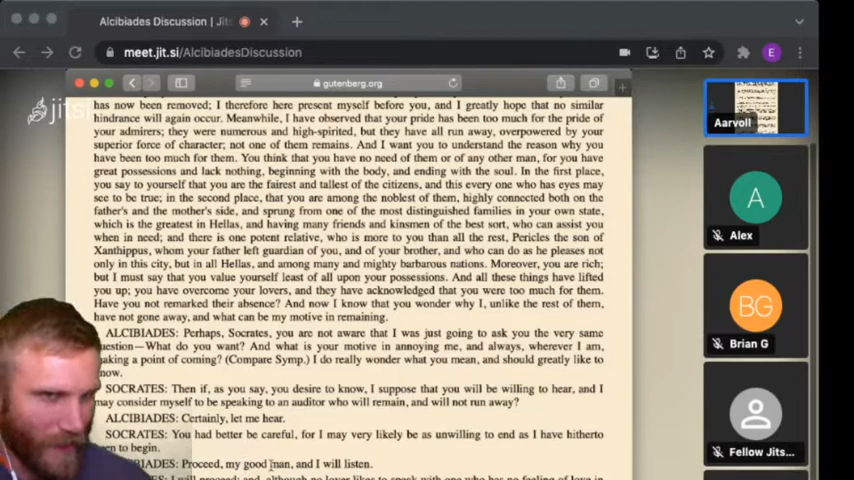 Alcibiades Discussion | Jits
meet.jit.si/AlcibiadesDiscussion
E
gutenberg.org
jitsi
has now been removed; I therefore here present myself before you, and I greatly hope that no similar
hindrance will again occur. Meanwhile, I have observed that your pride has been too much for the pride of
your admirers; they were numerous and high-spirited, but they have all run away, overpowered by your
superior force of character; not one of them remains. And I want you to understand the reason why you
have been too much for them. You think that you have no need of them or of any other man, for you have
great possessions and lack nothing, beginning with the body, and ending with the soul. In the first place,
you say to yourself that you are the fairest and tallest of the citizens, and this every one who has eyes may
see to be true; in the second place, that you are among the noblest of them, highly connected both on the
father's and the mother's side, and sprung from one of the most distinguished families in your own state,
which is the greatest in Hellas, and having many friends and kinsmen of the best sort, who can assist you
when in need; and there is one potent relative, who is more to you than all the rest, Pericles the son of
Xanthippus, whom your father left guardian of you, and of your brother, and who can do as he pleases not
only in this city, but in all Hellas, and among many and mighty barbarous nations. Moreover, you are rich;
but I must say that you value yourself least of all upon your possessions. And all these things have lifted
you up; you have overcome your lovers, and they have acknowledged that you were too much for them.
Have you not remarked their absence? And now I know that you wonder why I, unlike the rest of them,
have not gone away, and what can be my motive in remaining.
ALCIBIADES: Perhaps, Socrates, you are not aware that I was just going to ask you the very same
uestion—What do you want? And what is your motive in annoying me, and always, wherever I am,
aking a point of coming? (Compare Symp.) I do really wonder what you mean, and should greatly like to
now.
SOCRATES: Then if, as you say, you desire to know, I suppose that you will be willing to hear, and I
may consider myself to be speaking to an auditor who will remain, and will not run away?
ALCIBIADES: Certainly, let me hear.
SOCRATES: You had better be careful, for I may very likely be as unwilling to end as I have hitherto
een to begin.
IADES: Proceed, my good man, and I will listen.
ES: I will proceed; and, although no lover likes to speak with one who has no feeling of love in
Aarvoll
A
Alex
BG
Brian G
Fellow Jits...